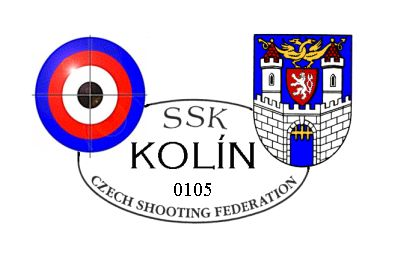 SSK
KOLÍN
0105
CZECH SHOOTING FEDERATION